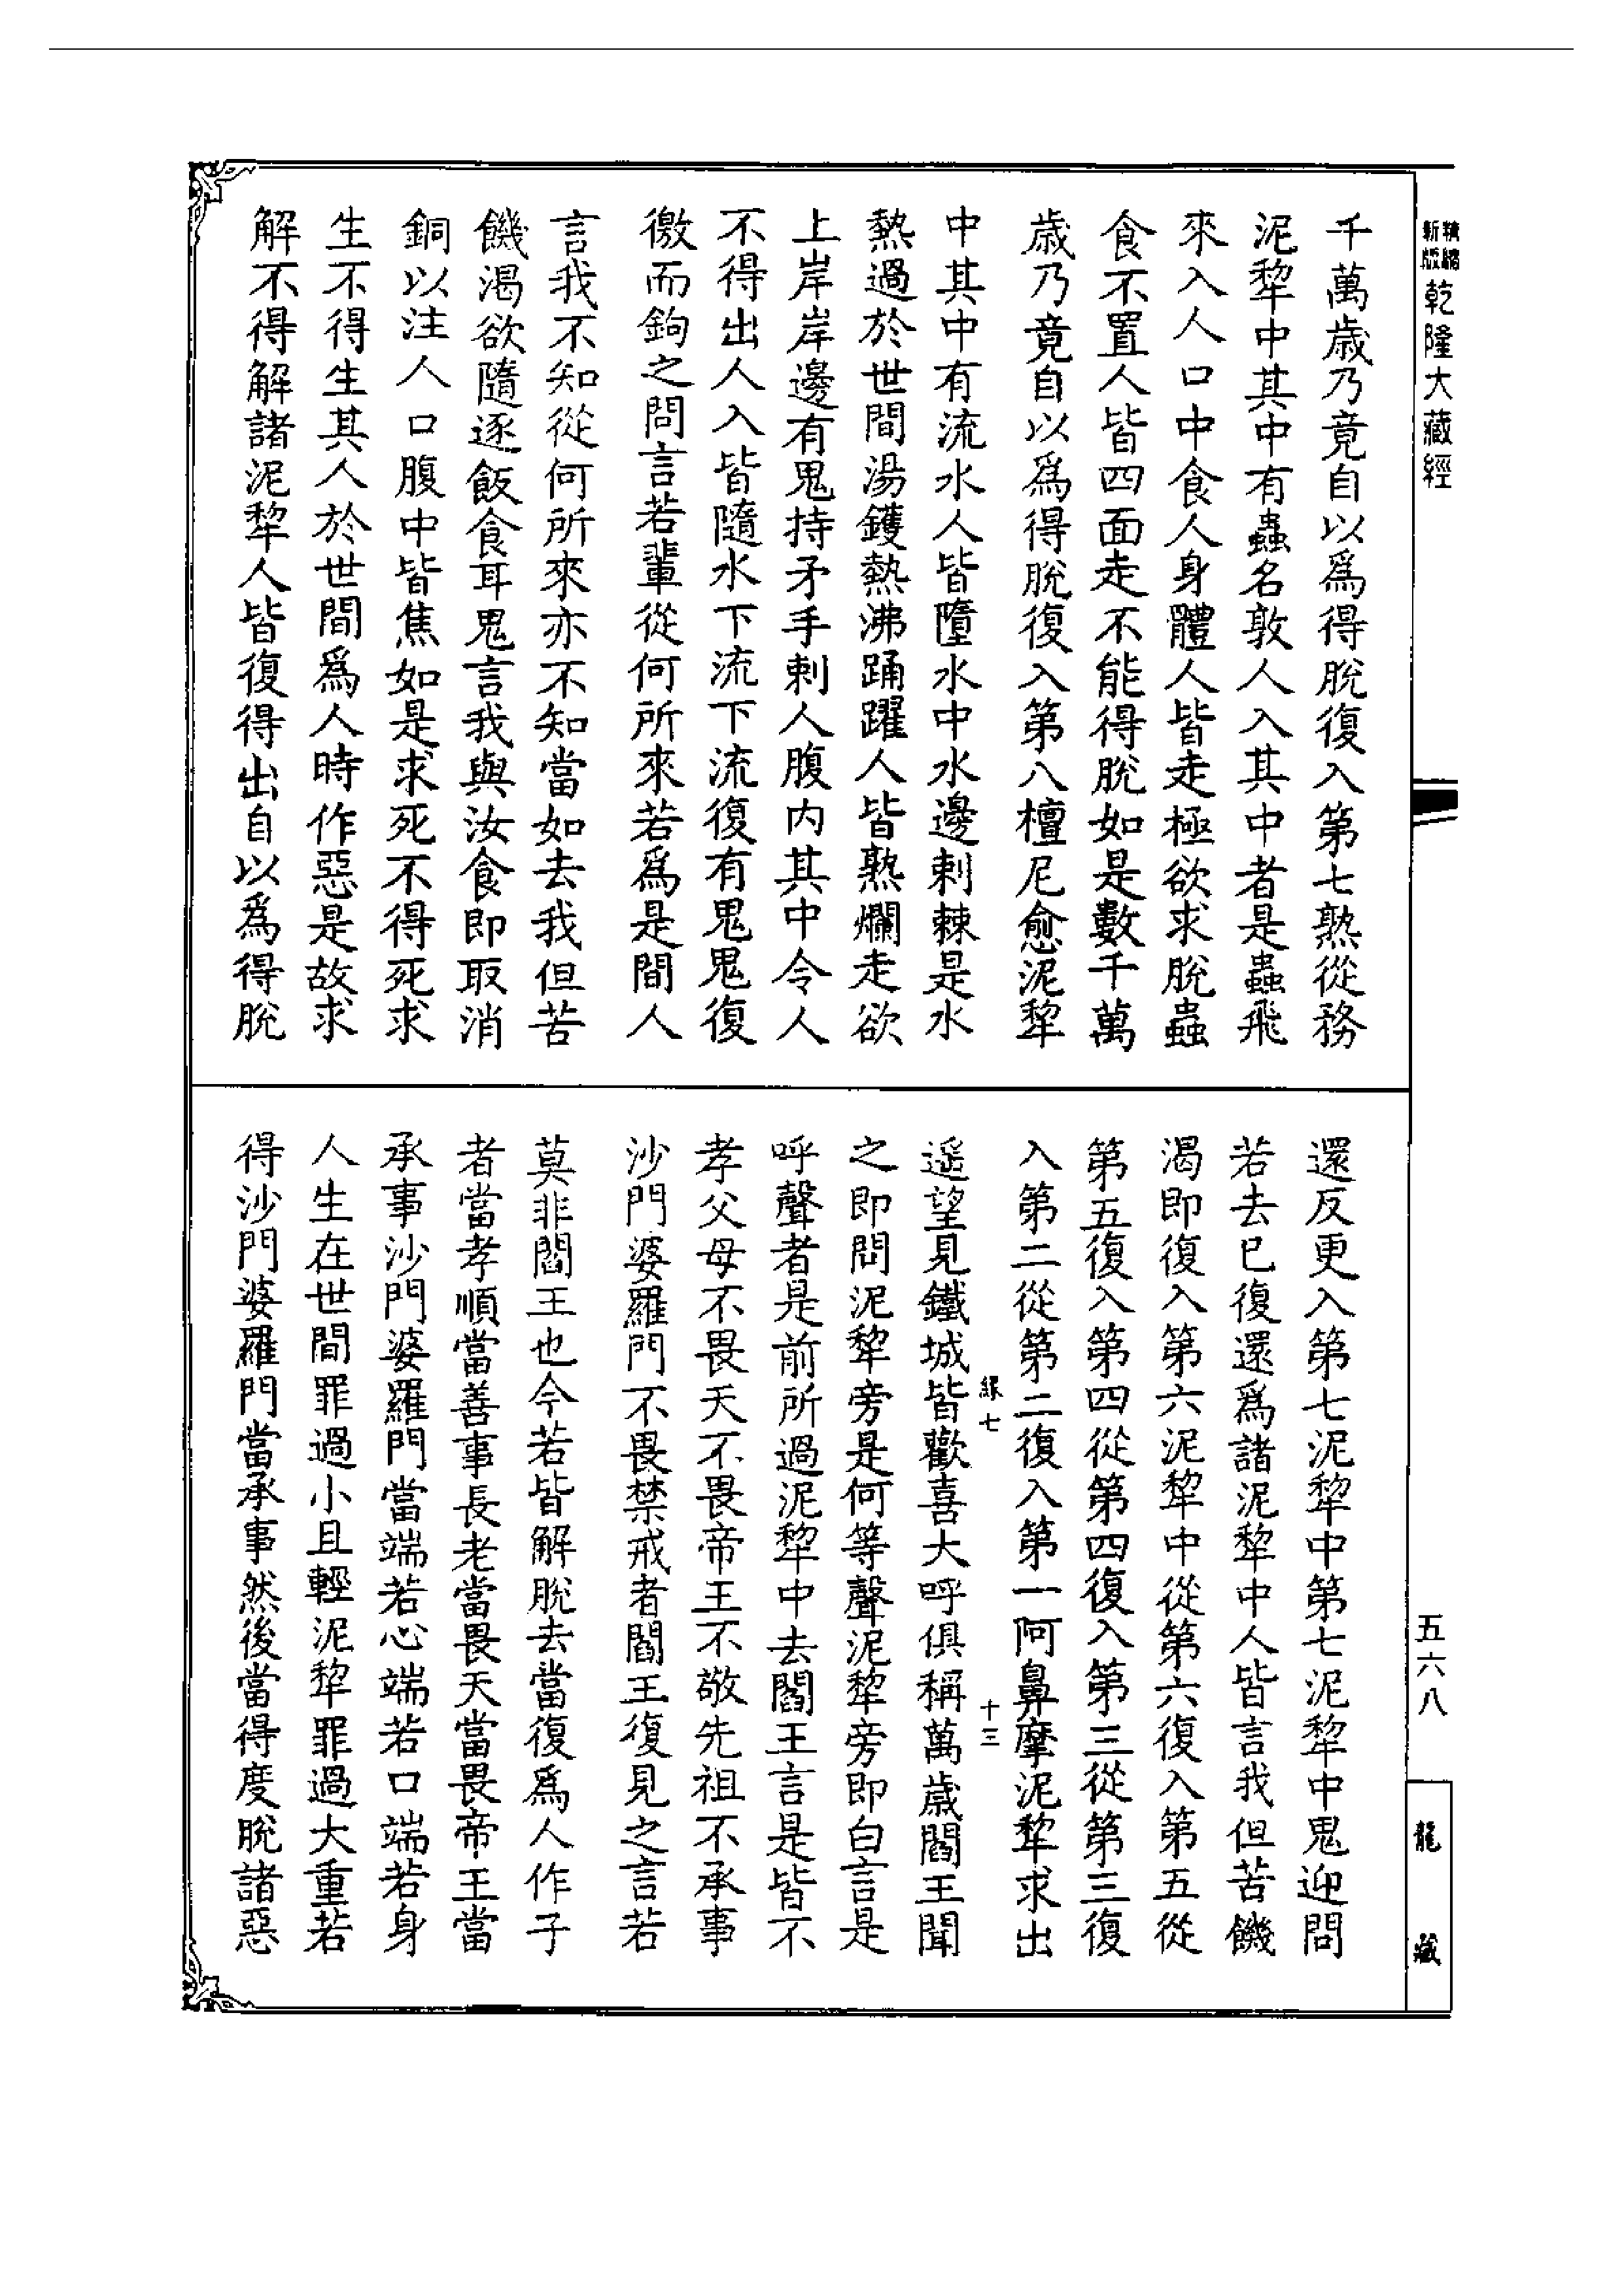 精縮
新版
乾隆大藏經
千萬歲乃竟自以爲得脫復入第七熟從務
泥犂中其中有蟲名敦人入其中者是蟲飛
來入人口中食人身體人皆走極欲求脫蟲
食不置人皆四面走不能得脫如是數千萬
歲乃竟自以爲得脫復入第八檀尼愈泥犂
中其中有流水人皆墮水中水邊刺棘是水
熱過於世間湯鑊熱沸踊躍人皆熟爛走欲
上岸岸邊有鬼持矛手刺人腹内其中令人
不得出人入皆隨水下流下流復有鬼鬼復
徼而鉤之問言若輩從何所來若爲是間人
言我不知從何所來亦不知當如去我但苦
饑渴欲隨逐飯食耳鬼言我與汝食即取消
銅以注人口腹中皆焦如是求死不得死求
生不得生其人於世間爲人時作惡是故求
解不得解諸泥犂人皆復得出自以爲得脫
還反更入第七泥犂中第七泥犂中鬼迎問
若去已復還爲諸泥犂中人皆言我但苦饑
渴即復入第六泥犂中從第六復入第五從
第五復入第四從第四復入第三從第三復
入第二從第二復入第一阿鼻摩泥犂求出
遥望見鐵城皆歡喜大呼俱稱萬歲閻王聞
之即問泥犂旁是何等聲泥犂旁即白言是
呼聲者是前所過泥犂中去閻王言是皆不
孝父母不畏天不畏帝王不敬先祖不承事
沙門婆羅門不畏禁戒者閻王復見之言若
莫非閻王也今若皆解脫去當復爲人作子
者當孝順當善事長老當畏天當畏帝王當
承事沙門婆羅門當端若心端若口端若身
人生在世間罪過小且輕泥犂罪過大重若
得沙門婆羅門當承事然後當得度脫諸惡
緣七
十三
五六八
龍藏